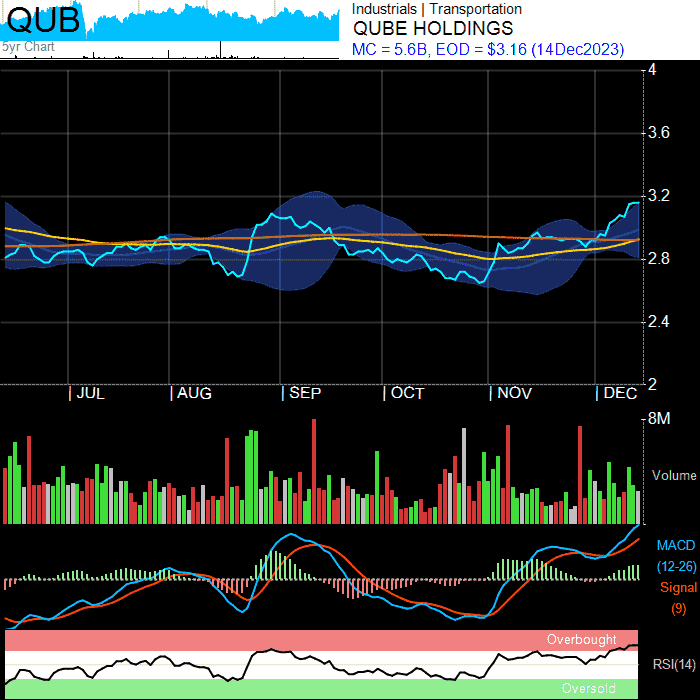 QUB
5yr Chart
Industrials | Transportation
QUBE HOLDINGS
MC = 5.6B, EOD = $3.16 (14Dec2023)
4
3.6
3.2
2.8
2.4
2
| JUL | AUG | SEP | OCT | NOV | DEC
8M
Volume
MACD
(12-26)
Signal
(9)
Overbought
RSI(14)
Oversold